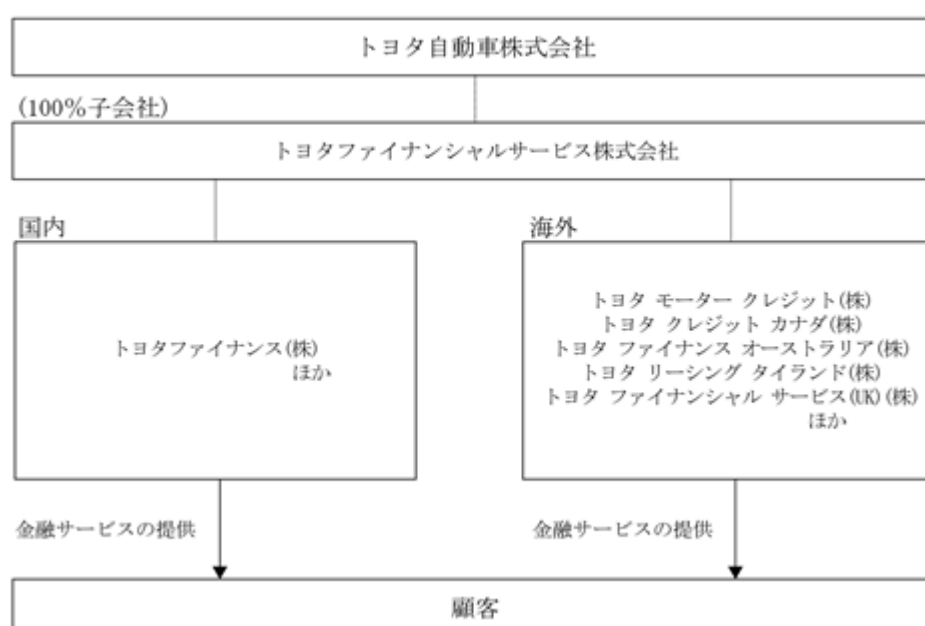 トヨタ自動車株式会社
(100%子会社)
トヨタファイナンシャルサービス株式会社
国内
トヨタファイナンス(株)
ほか
海外
トヨタ モーター クレジット(株)
トヨタ クレジット カナダ(株)
トヨタ ファイナンス オーストラリア(株)
トヨタ リーシング タイランド(株)
トヨタ ファイナンシャル サービス(UK)(株)
ほか
金融サービスの提供
金融サービスの提供
顧客